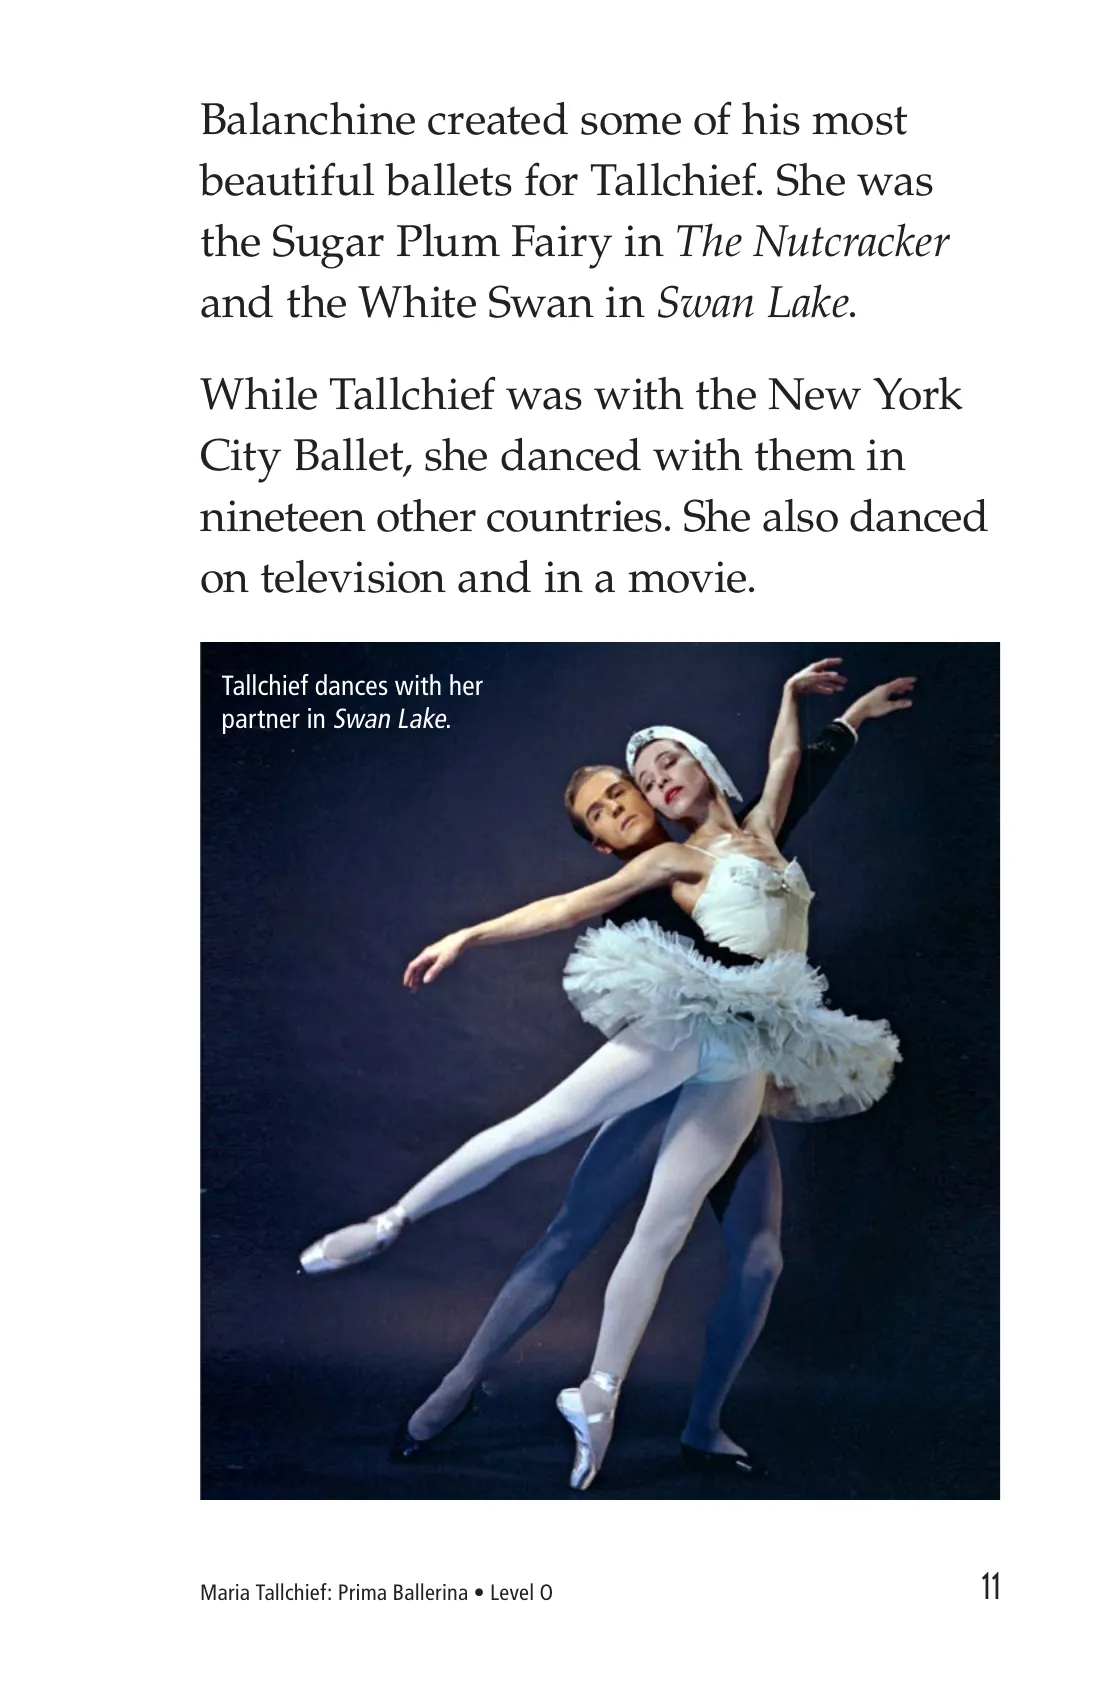 Balanchine created some of his most
beautiful ballets for Tallchief. She was
the Sugar Plum Fairy in The Nutcracker
and the White Swan in Swan Lake.
While Tallchief was with the New York
City Ballet, she danced with them in
nineteen other countries. She also danced
on television and in a movie.
Tallchief dances with her
partner in Swan Lake.
Maria Tallchief: Prima Ballerina • Level O
11